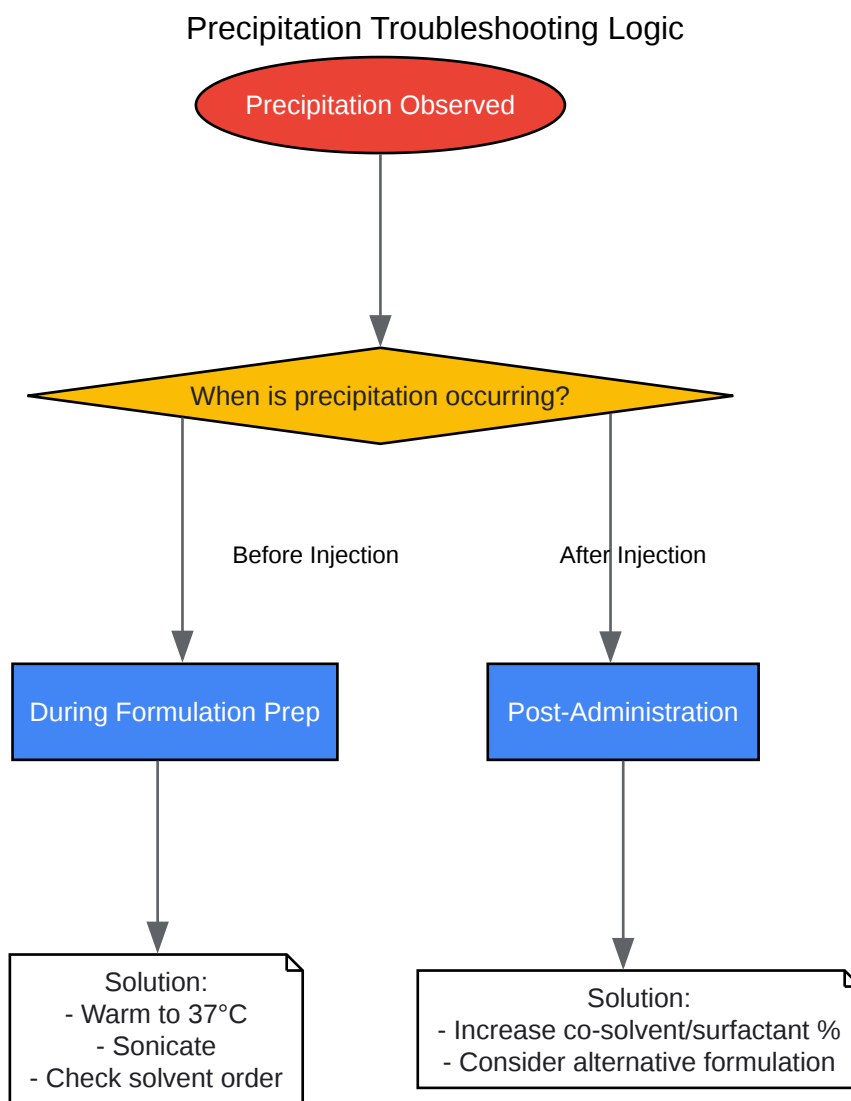 Precipitation Troubleshooting Logic
Precipitation Observed
When is precipitation occurring?
Before Injection
After Injection
During Formulation Prep
Post-Administration
Solution:
- Warm to 37°C
- Sonicate
- Check solvent order
Solution:
- Increase co-solvent/surfactant %
- Consider alternative formulation